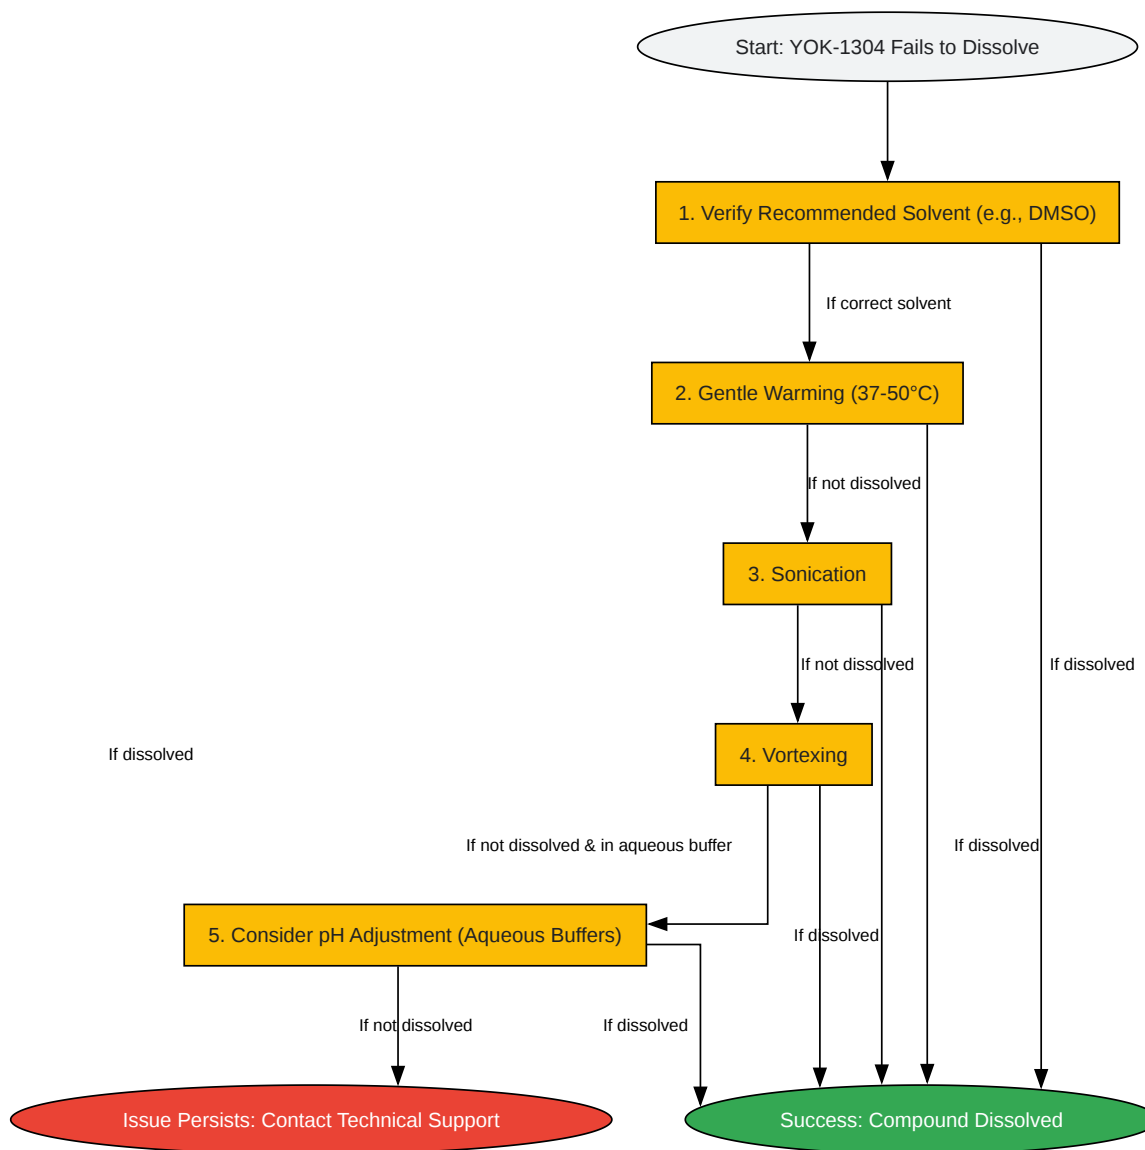 Start: YOK-1304 Fails to Dissolve
1. Verify Recommended Solvent (e.g., DMSO)
If correct solvent
2. Gentle Warming (37-50°C)
If not dissolved
3. Sonication
If not dissolved
If dissolved
4. Vortexing
If dissolved
If not dissolved & in aqueous buffer
If dissolved
5. Consider pH Adjustment (Aqueous Buffers)
If dissolved
If not dissolved
If dissolved
Issue Persists: Contact Technical Support
Success: Compound Dissolved